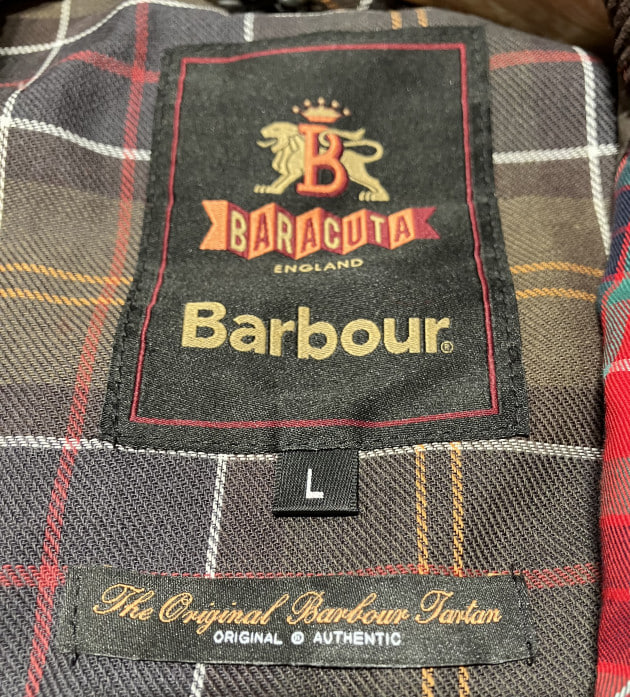 B
BARACUTA
ENGLAND
Barbour®
L
The Original Barbour Tartan
ORIGINAL ® AUTHENTIC